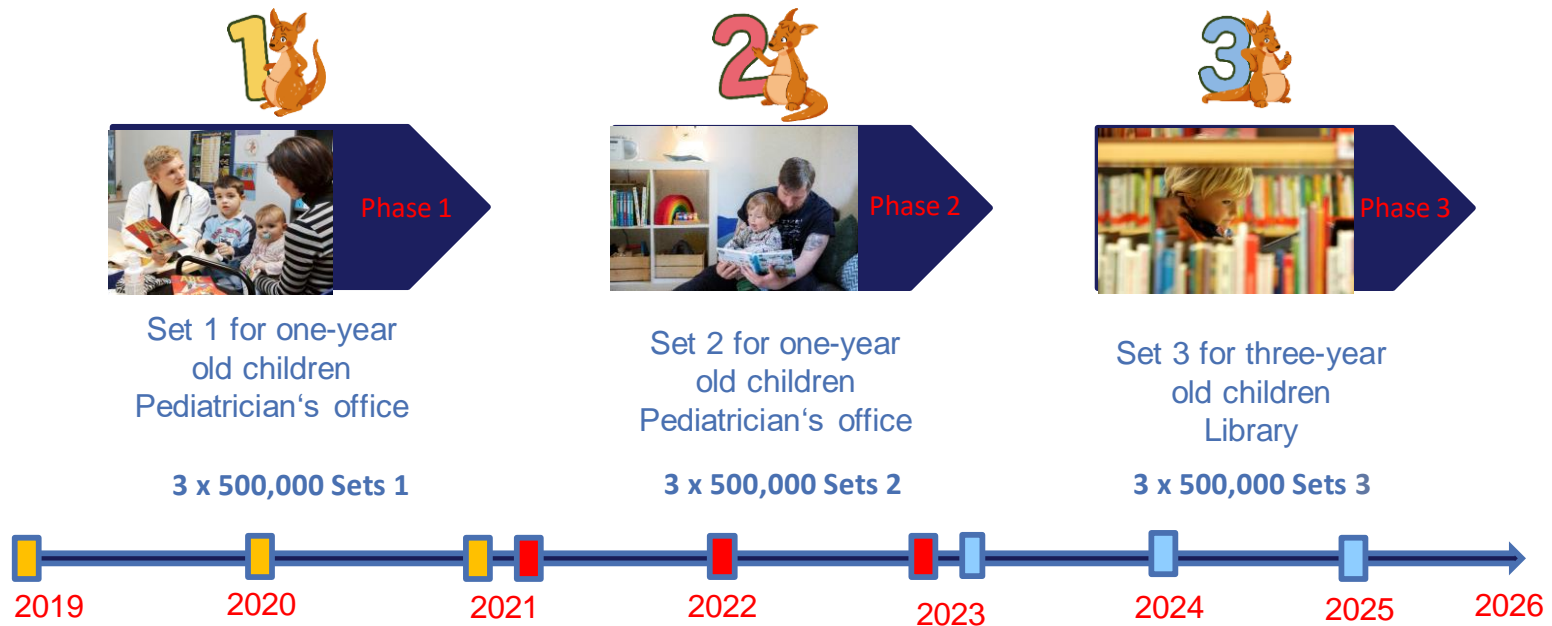 1
2
3
Phase 1
Phase 2
Phase 3
Set 1 for one-year
old children
Pediatrician‘s office
3 x 500,000 Sets 1
Set 2 for one-year
old children
Pediatrician‘s office
3 x 500,000 Sets 2
Set 3 for three-year
old children
Library
3 x 500,000 Sets 3
2019
2020
2021
2022
2023
2024
2025
2026